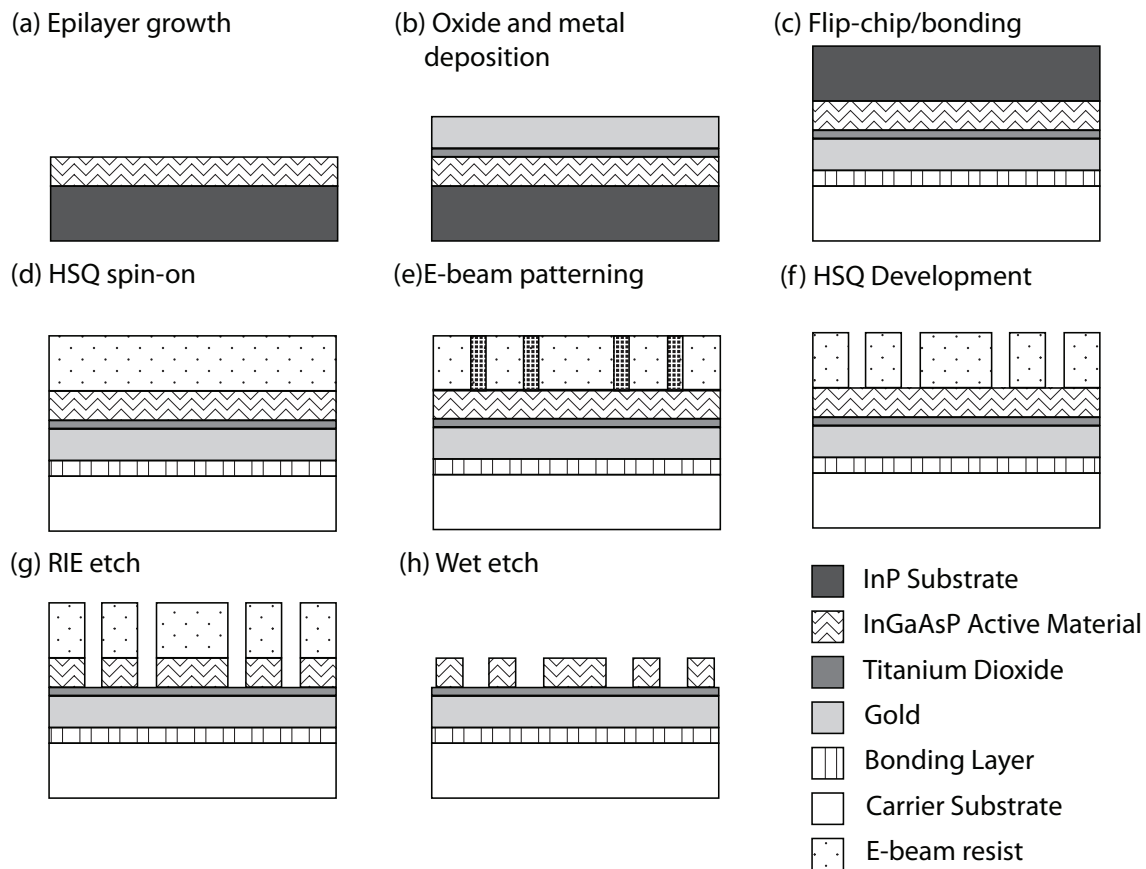 (a) Epilayer growth
(b) Oxide and metal
deposition
(c) Flip-chip/bonding
(d) HSQ spin-on
(e)E-beam patterning
(f) HSQ Development
(g) RIE etch
(h) Wet etch
InP Substrate
InGaAsP Active Material
Titanium Dioxide
Gold
Bonding Layer
Carrier Substrate
E-beam resist